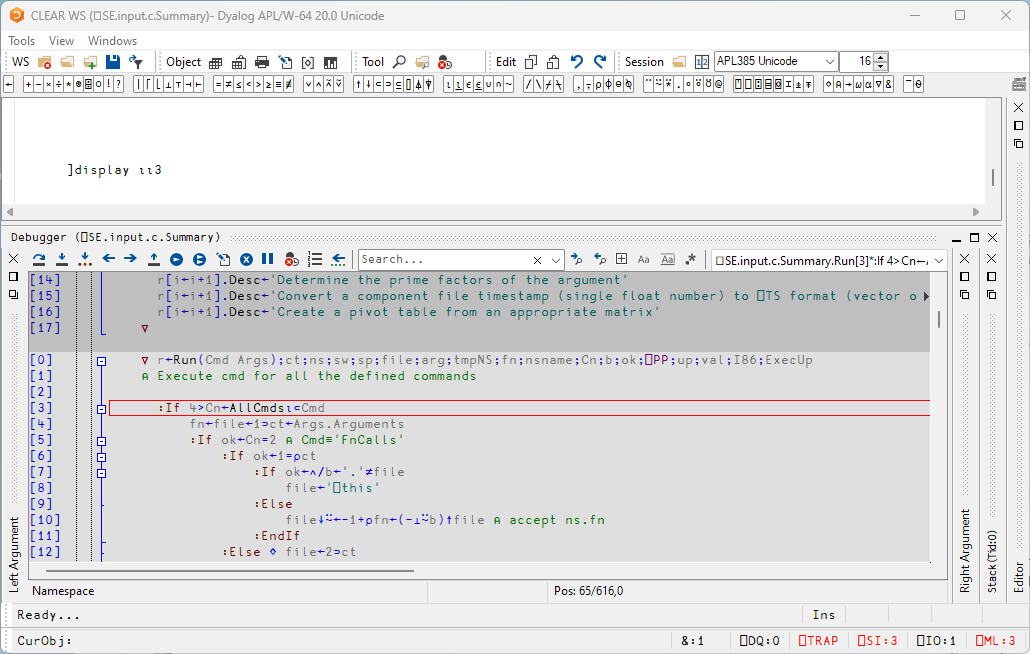 CLEAR WS (⎕SE.input.c.Summary)- Dyalog APL/W-64 20.0 Unicode
Tools View Windows
WS Object Tool Edit Session APL385 Unicode 16
← + - × ÷ * ⍟ ⌹ ○ ! ? | ⌈ ⌊ ⊥ ⊤ ⊣ ⊢ = ≠ ≤ < > ≥ ≡ ≢ ∨ ∧ ⍲ ⍱ ↑ ↓ ⊂ ⊃ ⊆ ⌷ ⍋ ⍒ ⍳ ⍸ ∊ ⍷ ∪ ∩ ~ / \ ⌿ ⍀ , ⍪ ⍴ ⌽ ⊖ ⍉ ¨ ⍨ ⍣ . ∘ ⍤ ⍥ @ ⍞ ⎕ ⍠ ⌸ ⌺ ⌶ ⍎ ⍕ ⋄ ⍝ → ⍵ ⍺ ∇ & ¯ ⍬
]display ⍳⍳3
Debugger (⎕SE.input.c.Summary)
Search... Aa Aa .* ⎕SE.input.c.Summary.Run[3]*:If 4>Cn←
[14] r[i←i+1].Desc←'Determine the prime factors of the argument'
[15] r[i←i+1].Desc←'Convert a component file timestamp (single float number) to ⎕TS format (vector o
[16] r[i←i+1].Desc←'Create a pivot table from an appropriate matrix'
[17] ∇
[0] ∇ r←Run(Cmd Args);ct;ns;sw;sp;file;arg;tmpNS;fn;nsname;Cn;b;ok;⎕PP;up;val;I86;ExecUp
[1] ⍝ Execute cmd for all the defined commands
[2]
[3] :If 4>Cn←AllCmds⍳⊂Cmd
[4] fn←file←1⊃ct←Args.Arguments
[5] :If ok←Cn=2 ⍝ Cmd≡'FnCalls'
[6] :If ok←1=⍴ct
[7] :If ok←∧/b←'.'≠file
[8] file←'⎕this'
[9] :Else
[10] file↓⍨←-1+⍴fn←(-⊥⍨b)↑file ⍝ accept ns.fn
[11] :EndIf
[12] :Else ⋄ file←2⊃ct
Left Argument
Right Argument
Stack (Tid:0)
Editor
Namespace Pos: 65/616,0
Ready... Ins
CurObj: &:1 ⎕DQ:0 ⎕TRAP ⎕SI:3 ⎕IO:1 ⎕ML:3